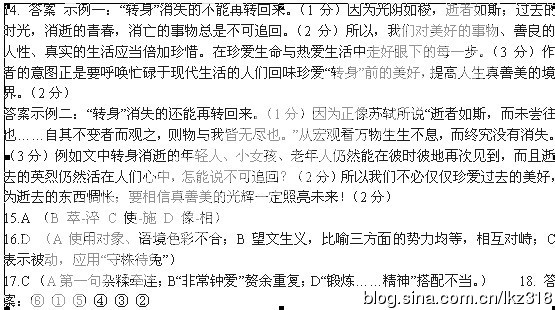 14. 答案 示例一：“转身”消失的不能再转回来。（1 分）因为光阴如梭，逝者如斯；过去的
时光，消逝的青春，消亡的事物总是不可追回。（2 分）所以，我们对美好的事物、善良的
人性、真实的生活应当倍加珍惜。在珍爱生命与热爱生活中走好眼下的每一步。（3 分）作
者的意图正是要呼唤忙碌于现代生活的人们回味珍爱“转身”前的美好，提高人生真善美的境
界。（2 分）
答案示例二：“转身”消失的还能再转回来。（1 分）因为正像苏轼所说“逝者如斯，而未尝往
也……自其不变者而观之，则物与我皆无尽也。”从宏观看万物生生不息，而终究没有消失。
（3 分）例如文中转身消逝的年轻人、小女孩、老年人仍然能在彼时彼地再次见到，而且逝
去的英烈仍然活在人们心中，怎能说不可追回？（2 分）所以我们不必仅仅珍爱过去的美好，
为逝去的东西惆怅；要相信真善美的光辉一定照亮未来！（2 分）
15.A （B 萃-淬 C 使-施 D 像-相）
16.D （A 使用对象、语境色彩不合；B 望文生义，比喻三方面的势力均等，相互对峙；C
表示被动，应用“守株待兔”）
17.C（ A 第一句杂糅牵连；B“非常钟爱”赘余重复；D“锻炼……精神”搭配不当。） 18. 答
案：⑥ ① ⑤ ④ ③ ②
blog.sina.com.cn/lkz318